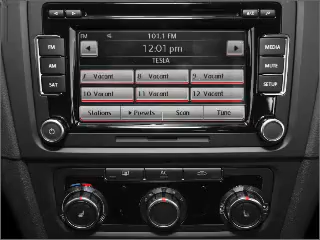 FM 101.1 FM
FM 12:01 pm MEDIA
TESLA
AM MUTE
7 Vacant 8 Vacant 9 Vacant
SAT SETUP
10 Vacant 11 Vacant 12 Vacant
Stations Presets Scan Tune
AC